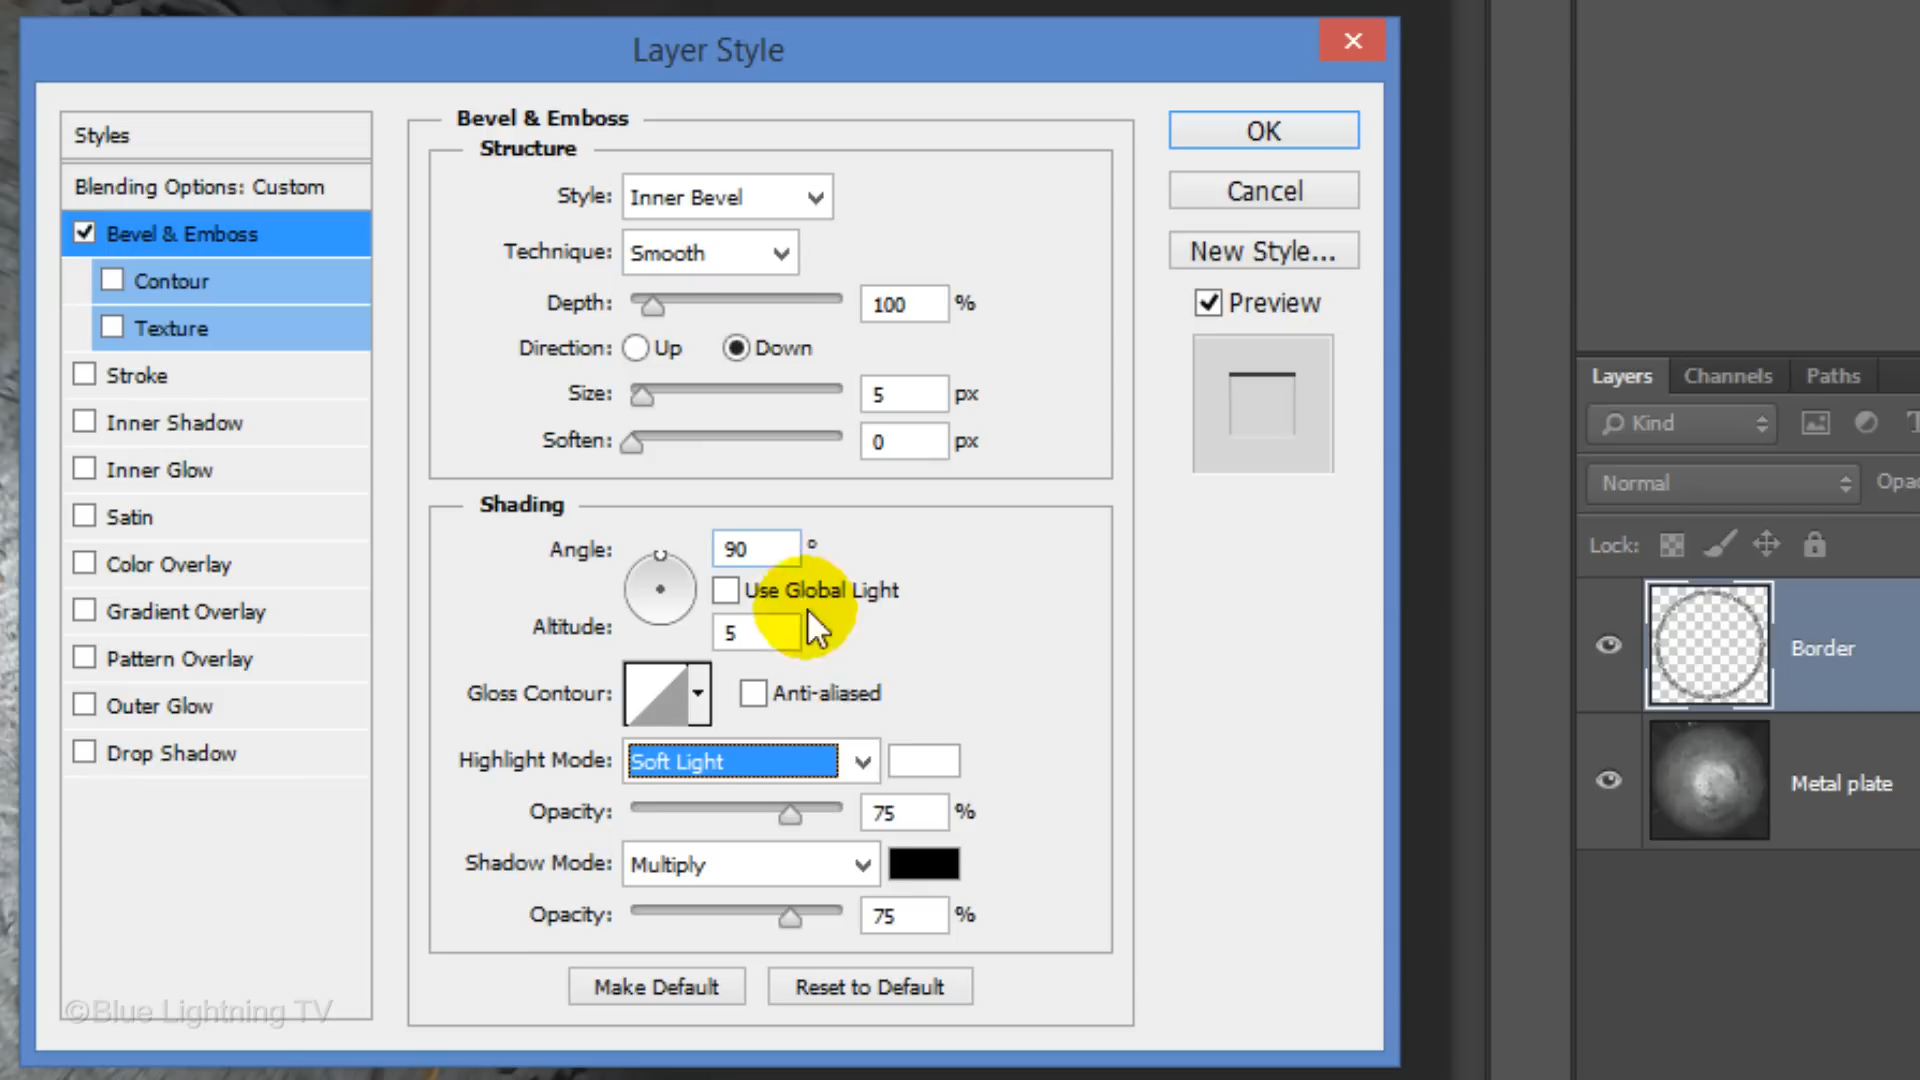 Layer Style
Styles
Blending Options: Custom
Bevel & Emboss
Contour
Texture
Stroke
Inner Shadow
Inner Glow
Satin
Color Overlay
Gradient Overlay
Pattern Overlay
Outer Glow
Drop Shadow
©Blue Lightning TV
Bevel & Emboss
Structure
Style: Inner Bevel
Technique: Smooth
Depth: 100 %
Direction: Up Down
Size: 5 px
Soften: 0 px
Shading
Angle: 90 °
Use Global Light
Altitude: 5
Gloss Contour: Anti-aliased
Highlight Mode: Soft Light
Opacity: 75 %
Shadow Mode: Multiply
Opacity: 75 %
Make Default Reset to Default
OK
Cancel
New Style...
Preview
Layers Channels Paths
Kind
Normal
Lock:
Border
Metal plate